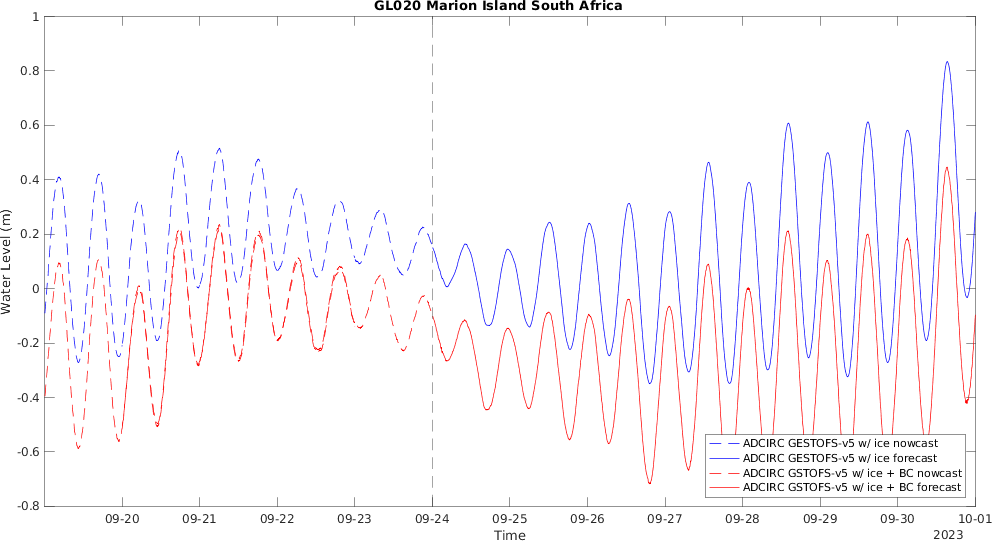 GL020 Marion Island South Africa
1
0.8
0.6
0.4
0.2
0
-0.2
-0.4
-0.6
-0.8
Water Level (m)
ADCIRC GESTOFS-v5 w/ ice nowcast
ADCIRC GESTOFS-v5 w/ ice forecast
ADCIRC GSTOFS-v5 w/ ice + BC nowcast
ADCIRC GSTOFS-v5 w/ ice + BC forecast
09-20 09-21 09-22 09-23 09-24 09-25 09-26 09-27 09-28 09-29 09-30 10-01
Time
2023